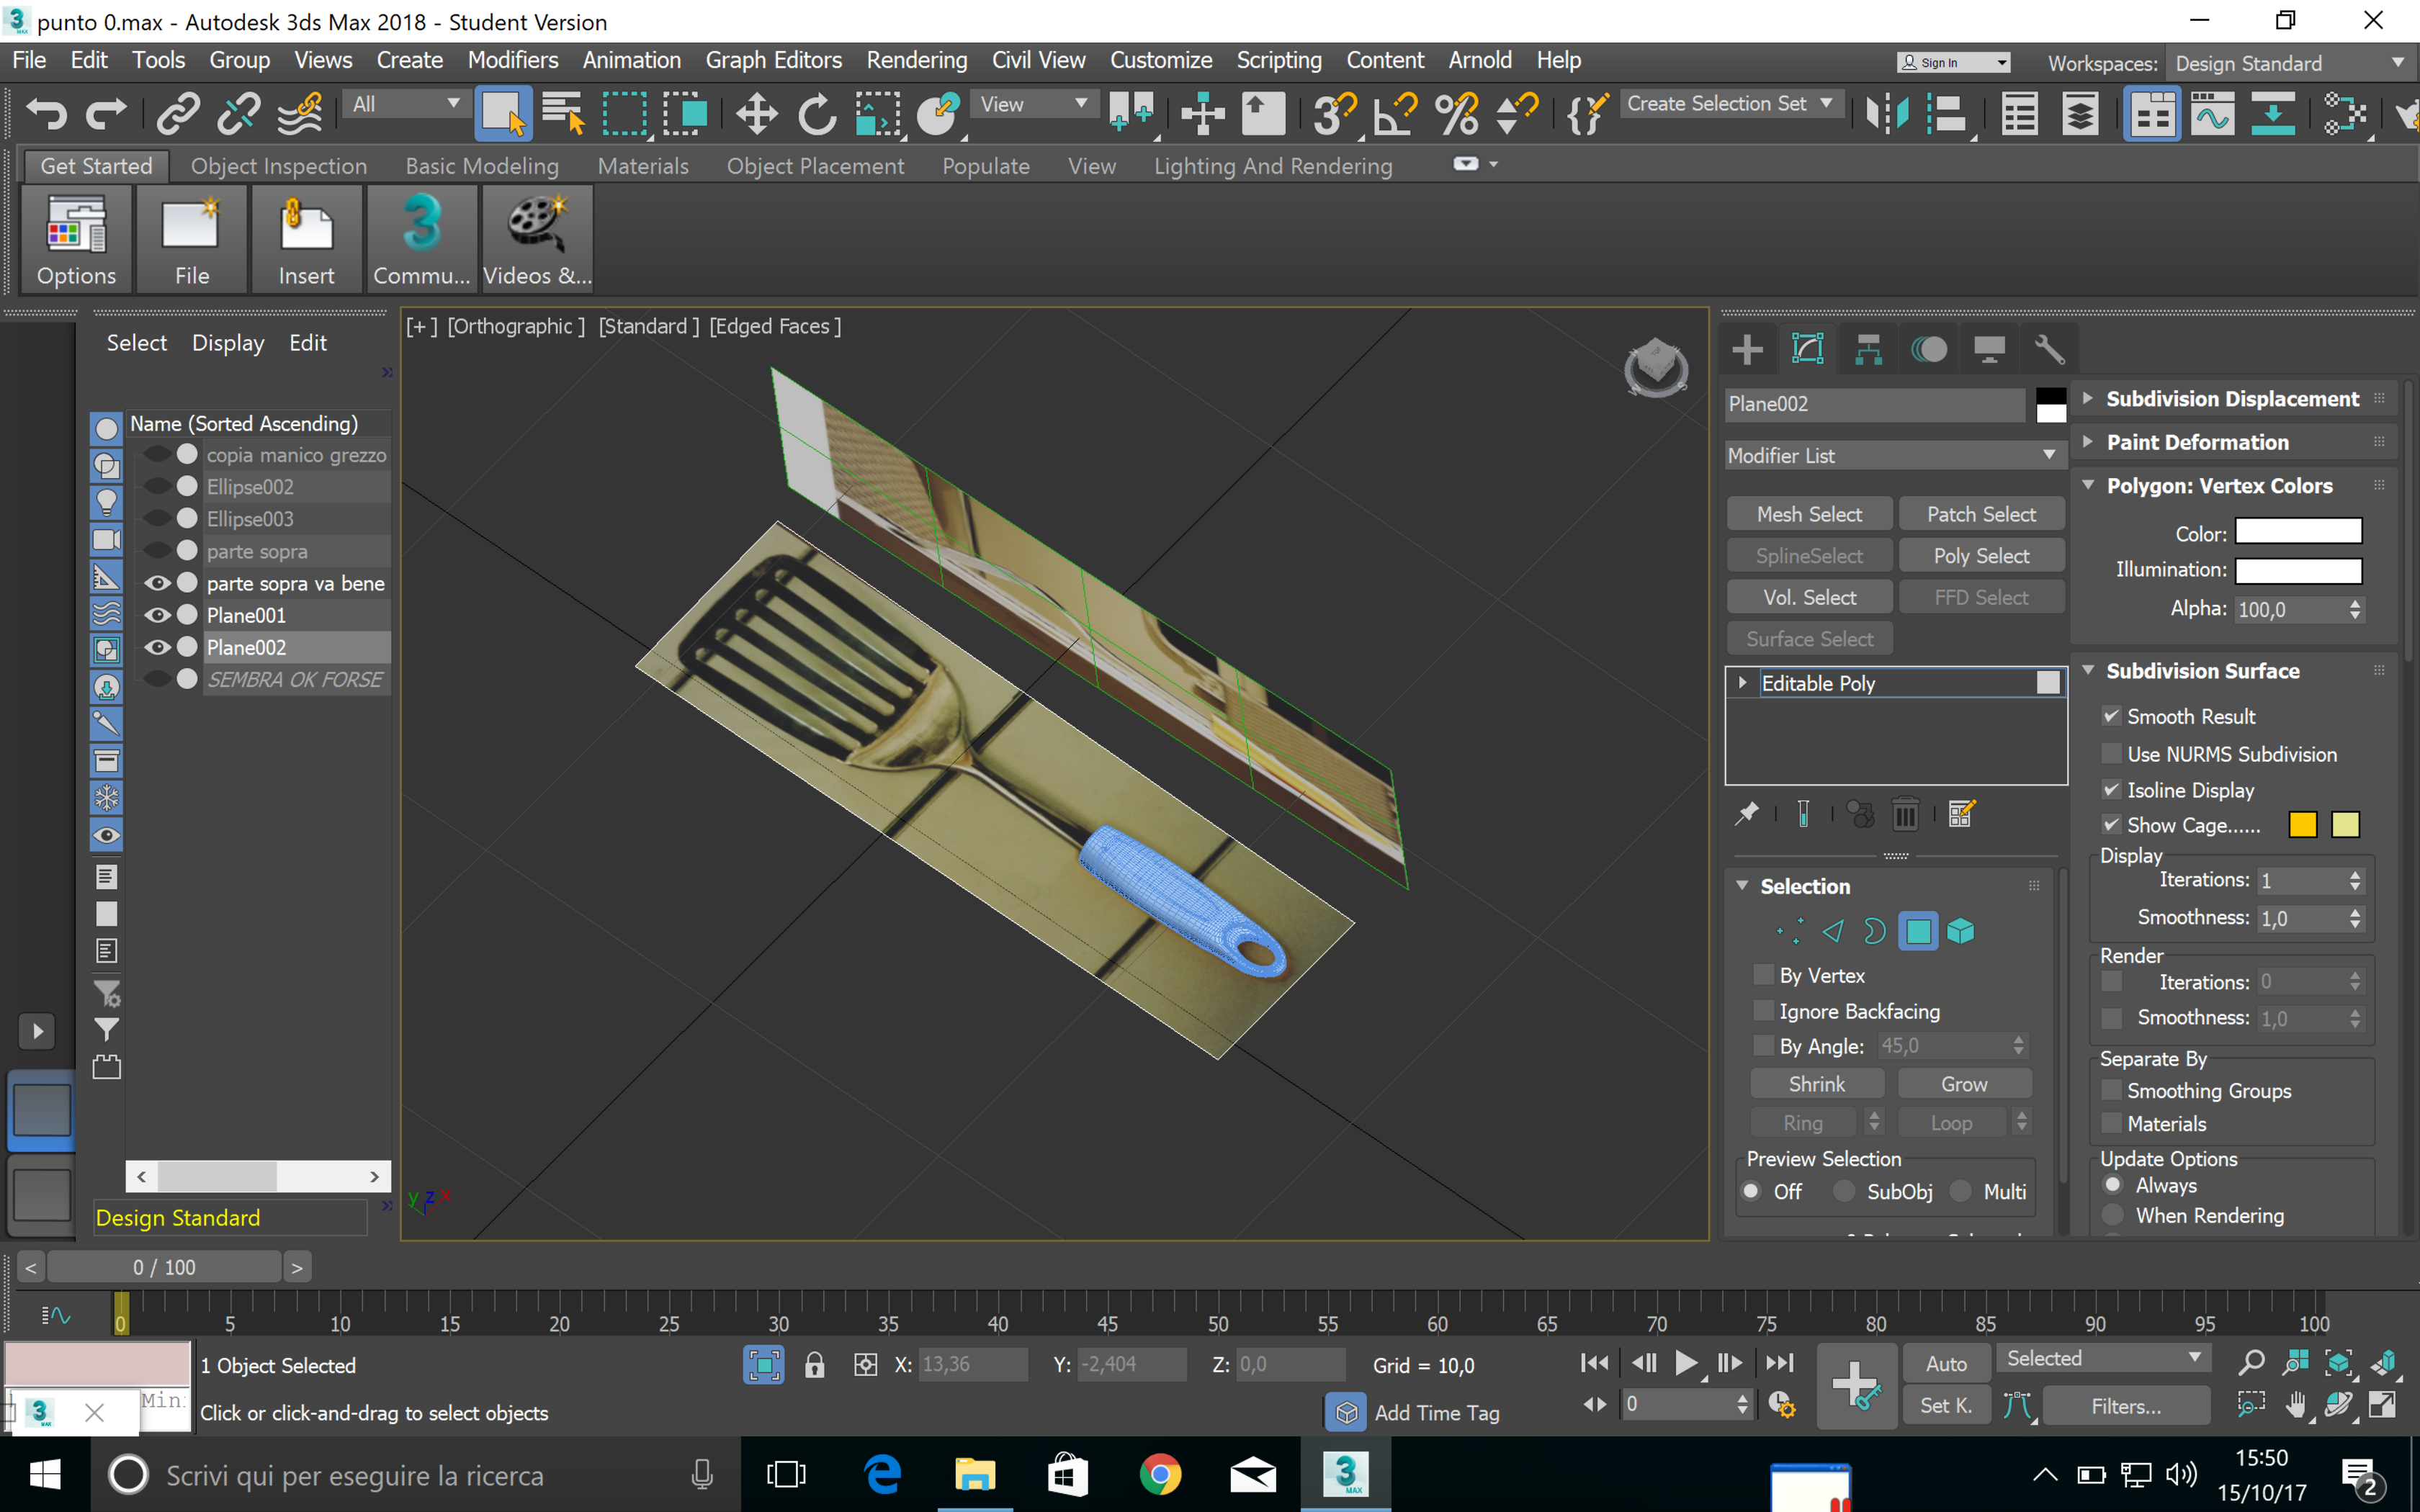 punto 0.max - Autodesk 3ds Max 2018 - Student Version
File Edit Tools Group Views Create Modifiers Animation Graph Editors Rendering Civil View Customize Scripting Content Arnold Help
Sign In
Workspaces: Design Standard
All
View
Create Selection Set
Get Started Object Inspection Basic Modeling Materials Object Placement Populate View Lighting And Rendering
Options File Insert Commu... Videos &...
Select Display Edit
Name (Sorted Ascending)
copia manico grezzo
Ellipse002
Ellipse003
parte sopra
parte sopra va bene
Plane001
Plane002
SEMBRA OK FORSE
Design Standard
[+] [Orthographic] [Standard] [Edged Faces]
y z x
Plane002
Modifier List
Mesh Select Patch Select
SplineSelect Poly Select
Vol. Select FFD Select
Surface Select
Editable Poly
Selection
By Vertex
Ignore Backfacing
By Angle: 45,0
Shrink Grow
Ring Loop
Preview Selection
Off SubObj Multi
Subdivision Displacement
Paint Deformation
Polygon: Vertex Colors
Color:
Illumination:
Alpha: 100,0
Subdivision Surface
Smooth Result
Use NURMS Subdivision
Isoline Display
Show Cage......
Display
Iterations: 1
Smoothness: 1,0
Render
Iterations: 0
Smoothness: 1,0
Separate By
Smoothing Groups
Materials
Update Options
Always
When Rendering
0 / 100
0 5 10 15 20 25 30 35 40 45 50 55 60 65 70 75 80 85 90 95 100
1 Object Selected
X: 13,36 Y: -2,404 Z: 0,0 Grid = 10,0
Auto Selected
Click or click-and-drag to select objects
Add Time Tag
0
Set K. Filters...
Scrivi qui per eseguire la ricerca
15:50
15/10/17
2